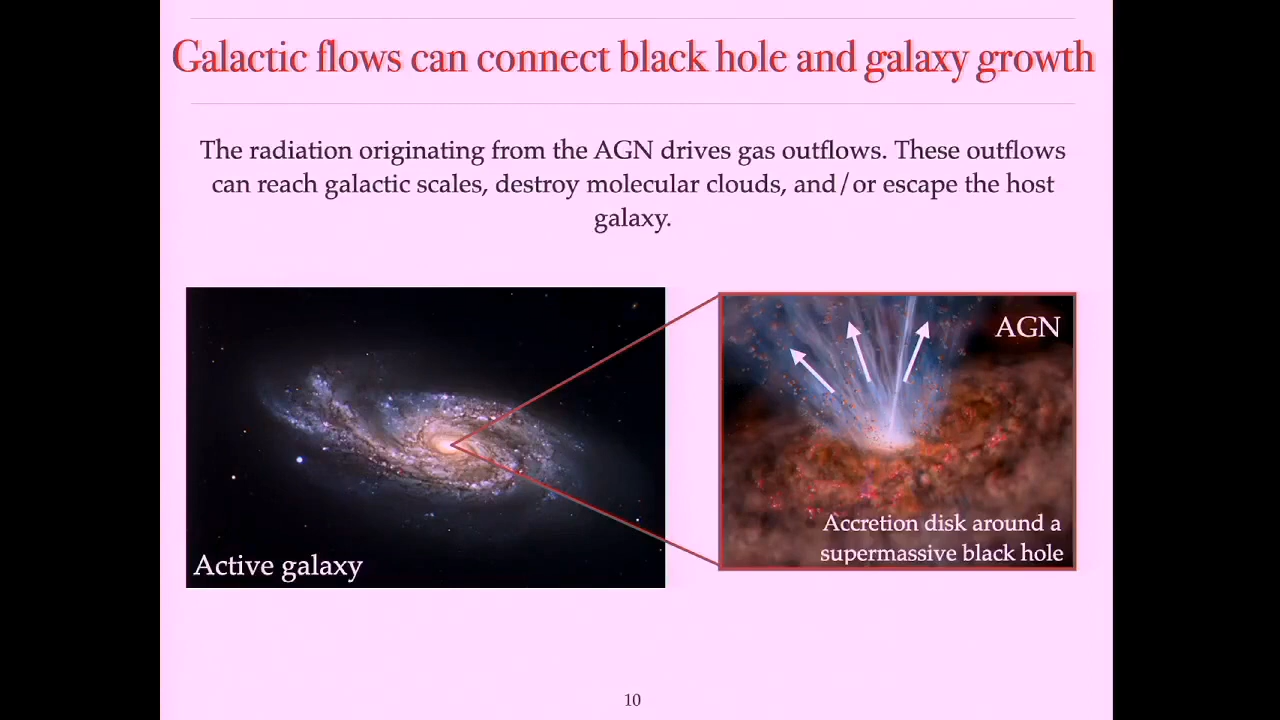 Galactic flows can connect black hole and galaxy growth
The radiation originating from the AGN drives gas outflows. These outflows
can reach galactic scales, destroy molecular clouds, and/or escape the host
galaxy.
Active galaxy
AGN
Accretion disk around a
supermassive black hole
10